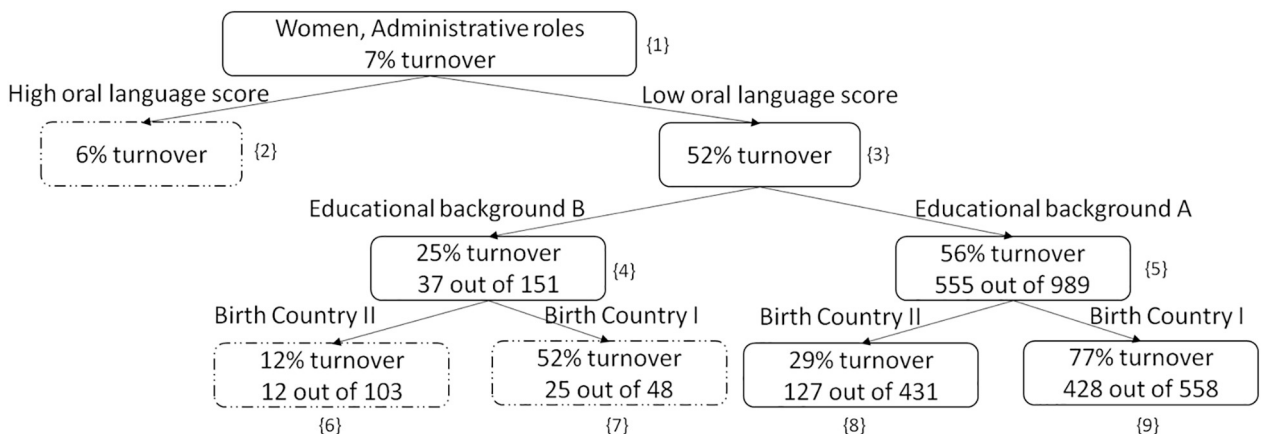 Women, Administrative roles
7% turnover
{1}
High oral language score
Low oral language score
6% turnover
{2}
52% turnover
{3}
Educational background B
Educational background A
25% turnover
37 out of 151
{4}
56% turnover
555 out of 989
{5}
Birth Country II
Birth Country I
Birth Country II
Birth Country I
12% turnover
12 out of 103
52% turnover
25 out of 48
29% turnover
127 out of 431
77% turnover
428 out of 558
{6}
{7}
{8}
{9}